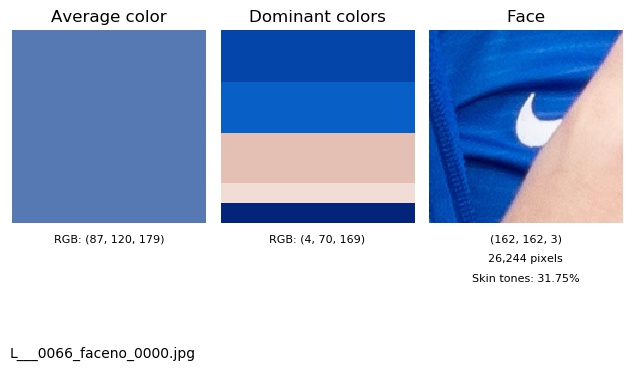 Average color
Dominant colors
Face
RGB: (87, 120, 179)
RGB: (4, 70, 169)
(162, 162, 3)
26,244 pixels
Skin tones: 31.75%
L___0066_faceno_0000.jpg